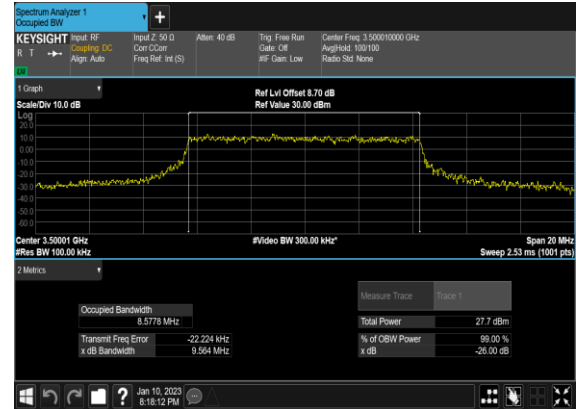 Spectrum Analyzer 1
Occupied BW
+
KEYSIGHT Input: RF Input Z: 50 Ω Atten: 40 dB Trig: Free Run Center Freq: 3.500010000 GHz
R T Coupling: DC Corr CCorr Gate: Off Avg|Hold: 100/100
Align: Auto Freq Ref: Int (S) #IF Gain: Low Radio Std: None
LU
1 Graph
Ref Lvl Offset 8.70 dB
Scale/Div 10.0 dB Ref Value 30.00 dBm
Log
20.0
10.0
0.00
-10.0
-20.0
-30.0
-40.0
-50.0
-60.0
Center 3.50001 GHz #Video BW 300.00 kHz* Span 20 MHz
#Res BW 100.00 kHz Sweep 2.53 ms (1001 pts)
2 Metrics
Measure Trace Trace 1
Occupied Bandwidth
8.5778 MHz Total Power 27.7 dBm
Transmit Freq Error -22.224 kHz % of OBW Power 99.00 %
x dB Bandwidth 9.564 MHz x dB -26.00 dB
? Jan 10, 2023
8:18:12 PM